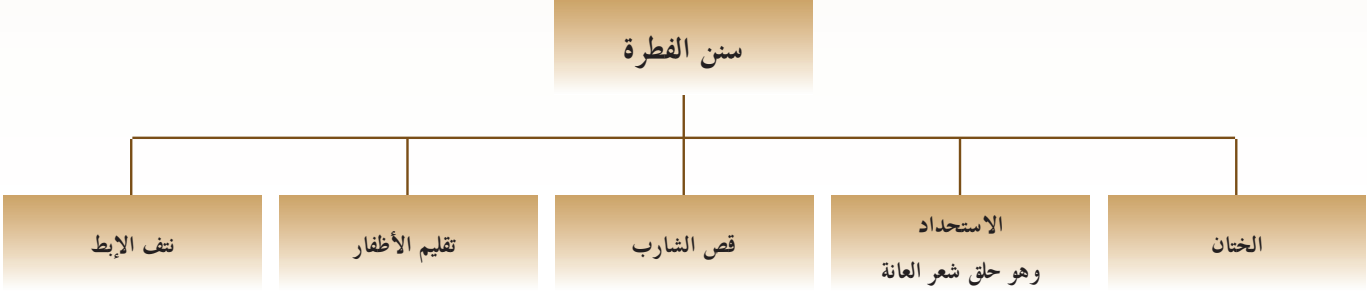 سنن الفطرة
الختان
الاستحداد
وهو حلق شعر العانة
قص الشارب
تقليم الأظفار
نتف الإبط